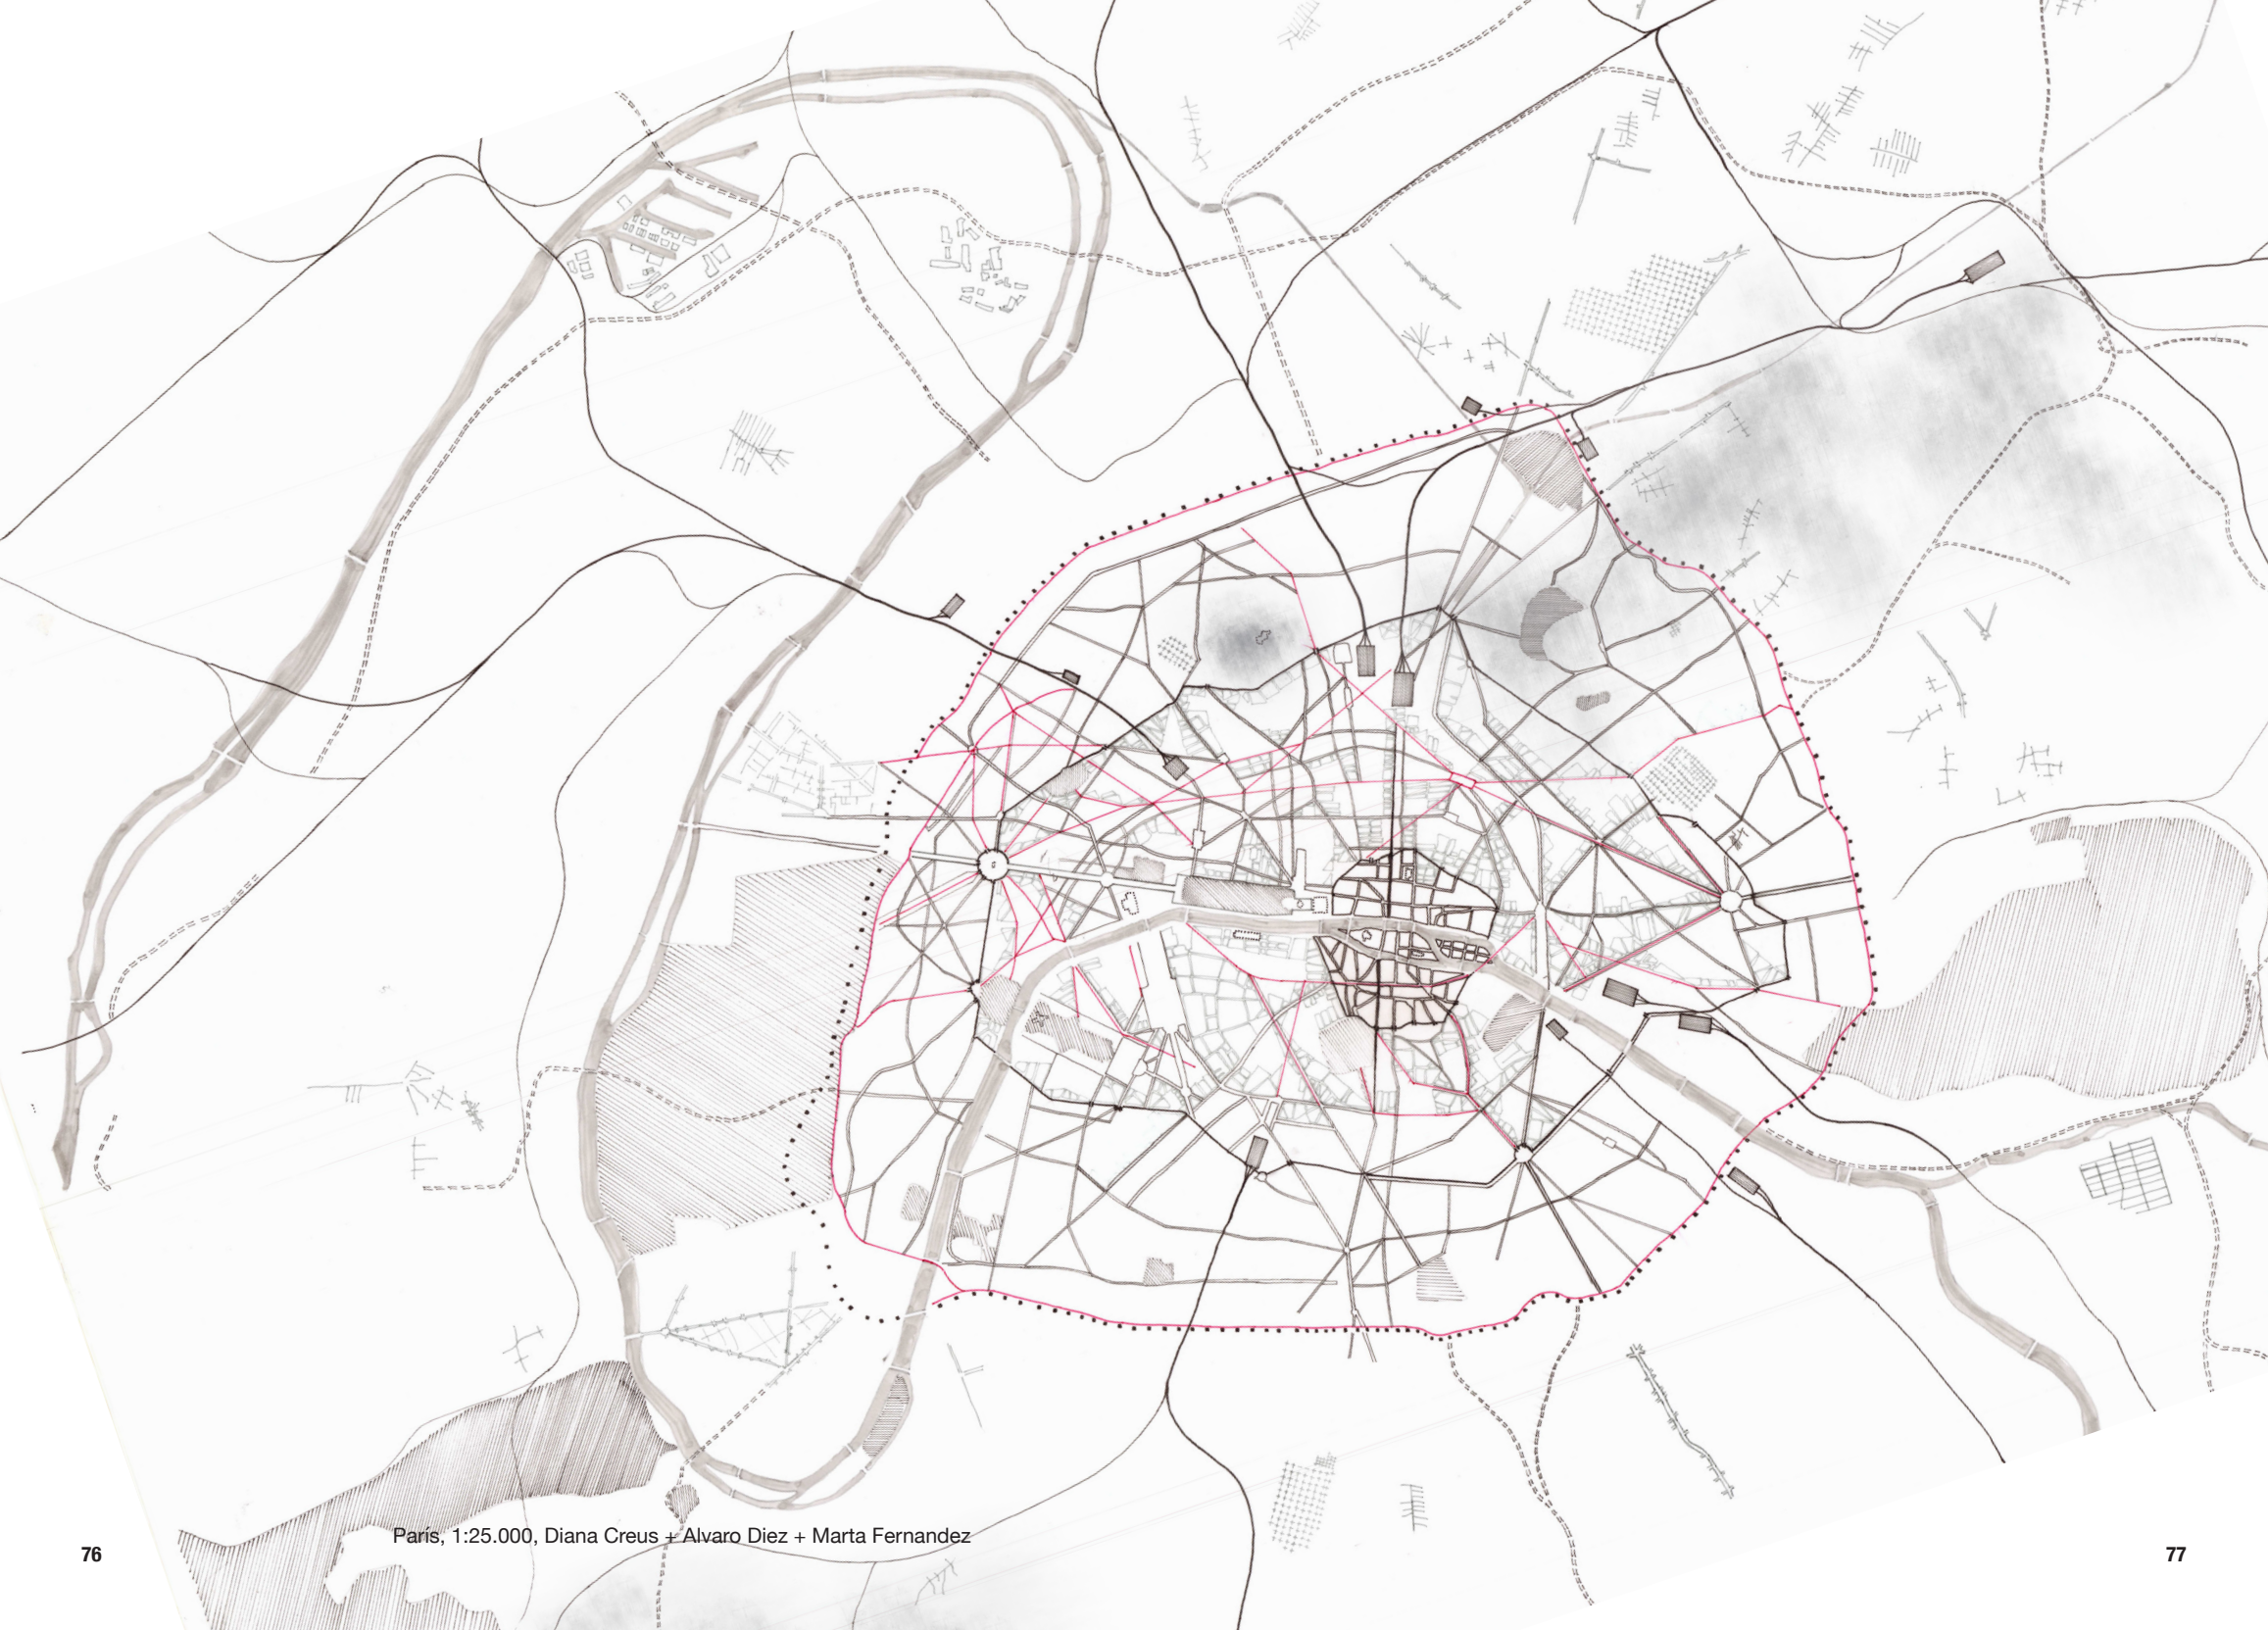 París, 1:25.000, Diana Creus + Alvaro Diez + Marta Fernandez
76
77